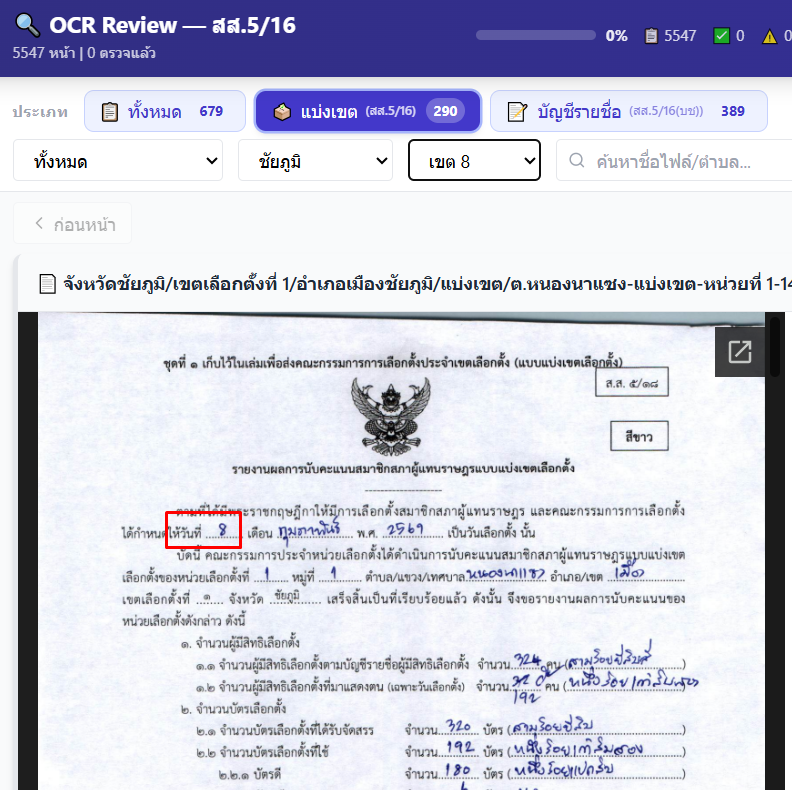 OCR Review — สส.5/16
5547 หน้า | 0 ตรวจแล้ว
0% 5547 0 0
ประเภท ทั้งหมด 679 แบ่งเขต (สส.5/16) 290 บัญชีรายชื่อ (สส.5/16(บช)) 389
ทั้งหมด ชัยภูมิ เขต 8 ค้นหาชื่อไฟล์/ตำบล...
ก่อนหน้า
จังหวัดชัยภูมิ/เขตเลือกตั้งที่ 1/อำเภอเมืองชัยภูมิ/แบ่งเขต/ต.หนองนาแซง-แบ่งเขต-หน่วยที่ 1-14
ชุดที่ ๑ เก็บไว้ในเล่มเพื่อส่งคณะกรรมการการเลือกตั้งประจำเขตเลือกตั้ง (แบบแบ่งเขตเลือกตั้ง)
ส.ส. ๕/๑๘
สีขาว
รายงานผลการนับคะแนนสมาชิกสภาผู้แทนราษฎรแบบแบ่งเขตเลือกตั้ง
ตามที่ได้มีพระราชกฤษฎีกาให้มีการเลือกตั้งสมาชิกสภาผู้แทนราษฎร และคณะกรรมการการเลือกตั้ง
ได้กำหนดให้วันที่ 8 เดือน กุมภาพันธ์ พ.ศ. 2569 เป็นวันเลือกตั้ง นั้น
บัดนี้ คณะกรรมการประจำหน่วยเลือกตั้งได้ดำเนินการนับคะแนนสมาชิกสภาผู้แทนราษฎรแบบแบ่งเขต
เลือกตั้งของหน่วยเลือกตั้งที่ 1 หมู่ที่ 1 ตำบล/แขวง/เทศบาล หนองนาแซง อำเภอ/เขต เมือง
เขตเลือกตั้งที่ ๑ จังหวัด ชัยภูมิ เสร็จสิ้นเป็นที่เรียบร้อยแล้ว ดังนั้น จึงขอรายงานผลการนับคะแนนของ
หน่วยเลือกตั้งดังกล่าว ดังนี้
๑. จำนวนผู้มีสิทธิเลือกตั้ง
๑.๑ จำนวนผู้มีสิทธิเลือกตั้งตามบัญชีรายชื่อผู้มีสิทธิเลือกตั้ง จำนวน 324 คน (สามร้อยยี่สิบสี่)
๑.๒ จำนวนผู้มีสิทธิเลือกตั้งที่มาแสดงตน (เฉพาะวันเลือกตั้ง) จำนวน คน (หนึ่งร้อยเก้าสิบสอง)
192
๒. จำนวนบัตรเลือกตั้ง
๒.๑ จำนวนบัตรเลือกตั้งที่ได้รับจัดสรร จำนวน 320 บัตร (สามร้อยยี่สิบ)
๒.๒ จำนวนบัตรเลือกตั้งที่ใช้ จำนวน 192 บัตร (หนึ่งร้อยเก้าสิบสอง)
๒.๒.๑ บัตรดี จำนวน 180 บัตร (หนึ่งร้อยแปดสิบ)